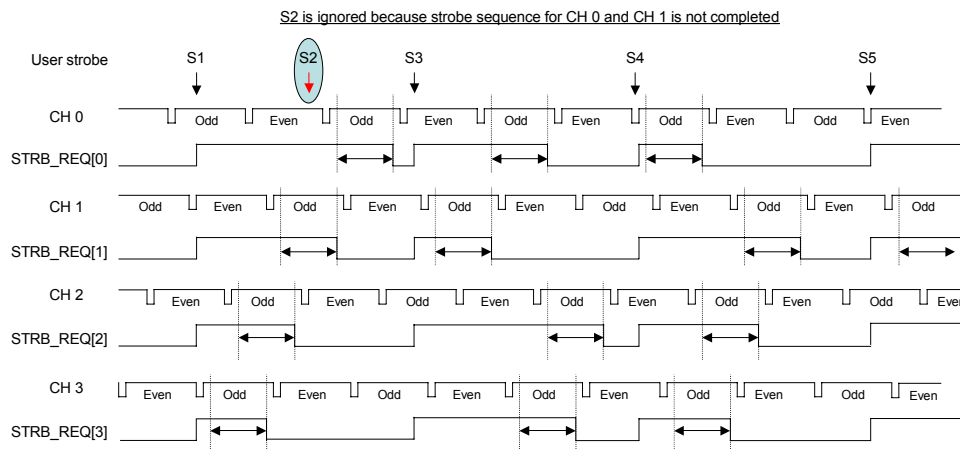 S2 is ignored because strobe sequence for CH 0 and CH 1 is not completed
User strobe S1 S2 S3 S4 S5
CH 0 Odd Even Odd Even Odd Even Odd Even Odd Even
STRB_REQ[0]
CH 1 Odd Even Odd Even Odd Even Odd Even Odd Even Odd
STRB_REQ[1]
CH 2 Even Odd Even Odd Even Odd Even Odd Even Odd Even
STRB_REQ[2]
CH 3 Even Odd Even Odd Even Odd Even Odd Even Odd Even
STRB_REQ[3]